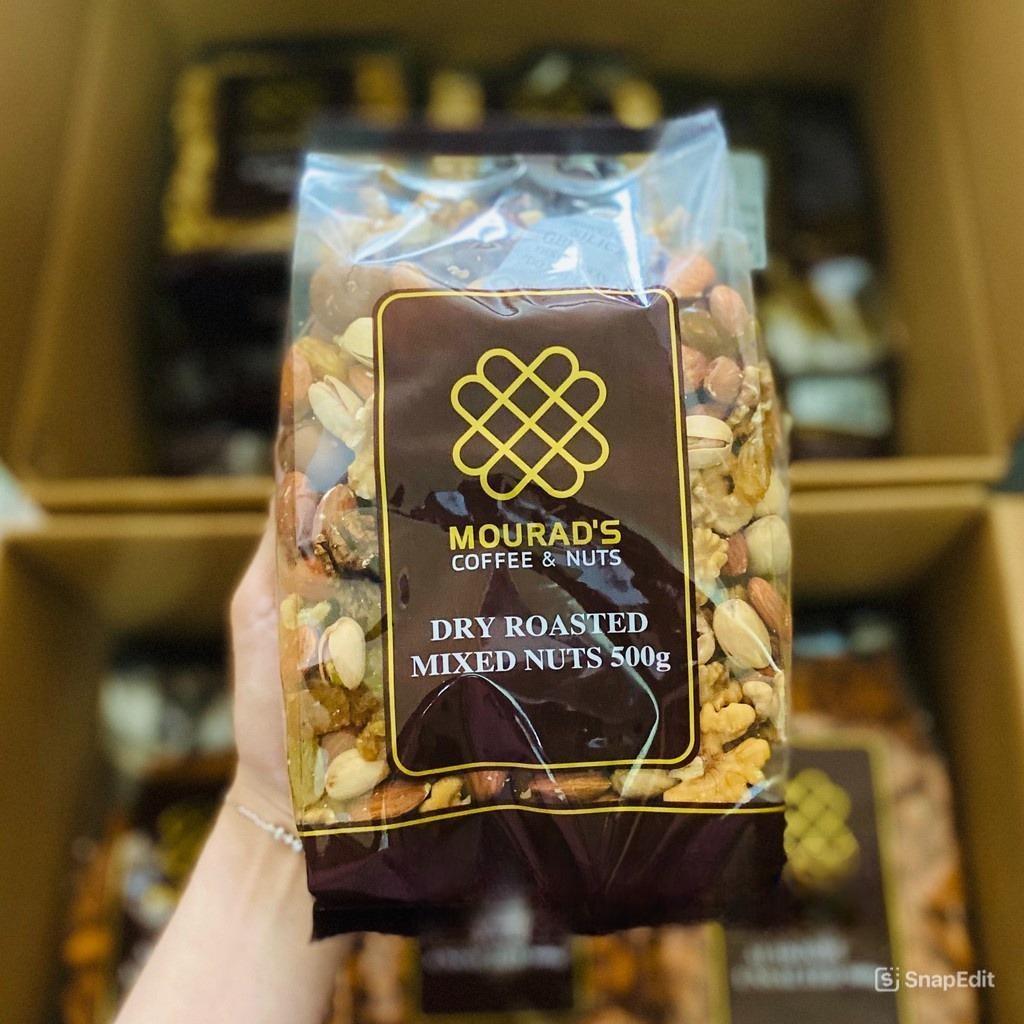 MOURAD'S
COFFEE & NUTS
DRY ROASTED
MIXED NUTS 500g
SnapEdit